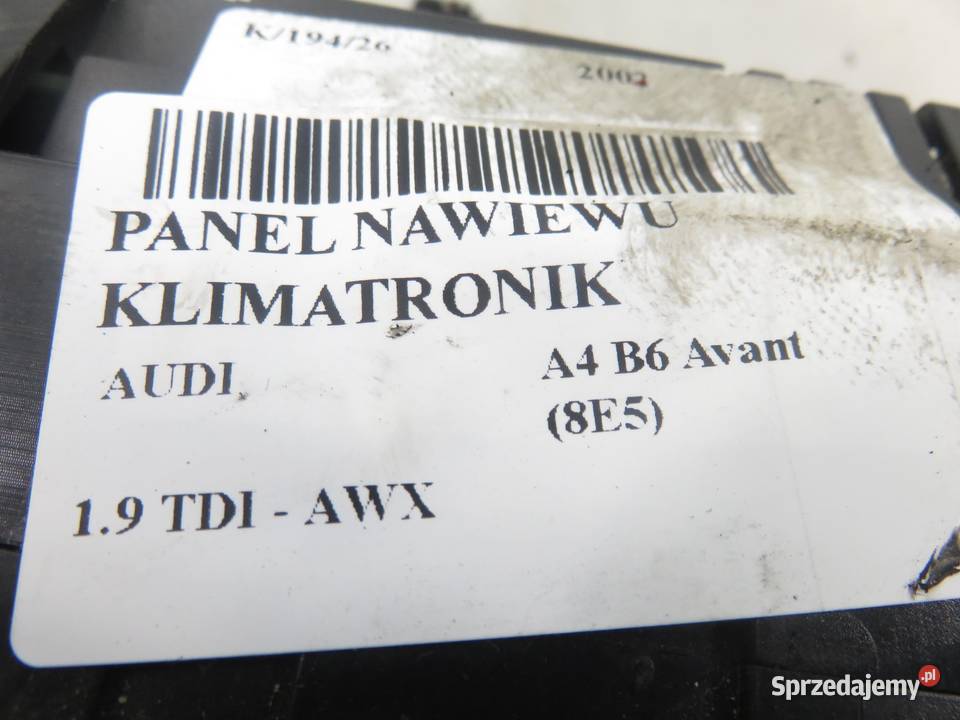 K/194/26
2002
PANEL NAWIEWU
KLIMATRONIK
AUDI
A4 B6 Avant
(8E5)
1.9 TDI - AWX
Sprzedajemy.pl